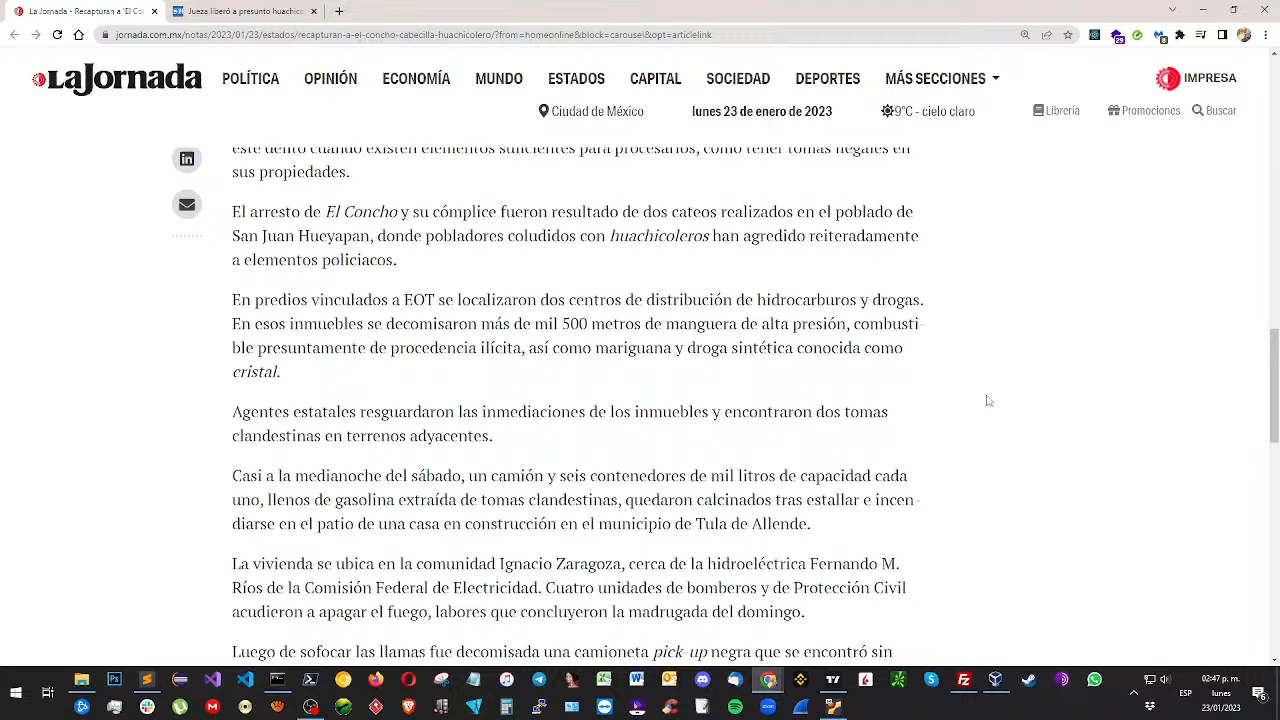 La Jornada - Recapturan a 'El Co
Jueza liberó a presunto huachico
jornada.com.mx/notas/2023/01/23/estados/recapturan-a-el-concho-cabecilla-huachicolero/?from=homeonline&block=carousel&opt=articlelink
La Jornada
POLÍTICA OPINIÓN ECONOMÍA MUNDO ESTADOS CAPITAL SOCIEDAD DEPORTES MÁS SECCIONES
IMPRESA
Ciudad de México lunes 23 de enero de 2023 9°C - cielo claro Librería Promociones Buscar
este delito cuando existen elementos suficientes para procesarlos, como tener tomas ilegales en
sus propiedades.
El arresto de El Concho y su cómplice fueron resultado de dos cateos realizados en el poblado de
San Juan Hueyapan, donde pobladores coludidos con huachicoleros han agredido reiteradamente
a elementos policiacos.
En predios vinculados a EOT se localizaron dos centros de distribución de hidrocarburos y drogas.
En esos inmuebles se decomisaron más de mil 500 metros de manguera de alta presión, combusti-
ble presuntamente de procedencia ilícita, así como mariguana y droga sintética conocida como
cristal.
Agentes estatales resguardaron las inmediaciones de los inmuebles y encontraron dos tomas
clandestinas en terrenos adyacentes.
Casi a la medianoche del sábado, un camión y seis contenedores de mil litros de capacidad cada
uno, llenos de gasolina extraída de tomas clandestinas, quedaron calcinados tras estallar e incen-
diarse en el patio de una casa en construcción en el municipio de Tula de Allende.
La vivienda se ubica en la comunidad Ignacio Zaragoza, cerca de la hidroeléctrica Fernando M.
Ríos de la Comisión Federal de Electricidad. Cuatro unidades de bomberos y de Protección Civil
acudieron a apagar el fuego, labores que concluyeron la madrugada del domingo.
Luego de sofocar las llamas fue decomisada una camioneta pick-up negra que se encontró sin
02:47 p. m.
ESP lunes
23/01/2023